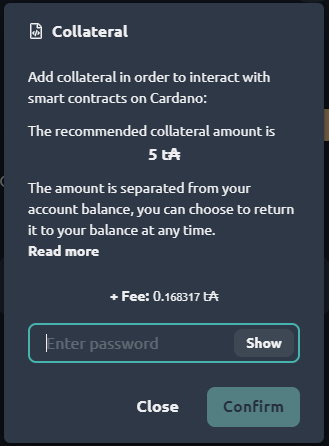 Collateral
Add collateral in order to interact with
smart contracts on Cardano:
The recommended collateral amount is
5 t₳
The amount is separated from your
account balance, you can choose to return
it to your balance at any time.
Read more
+ Fee: 0.168317 t₳
Enter password
Show
Close
Confirm